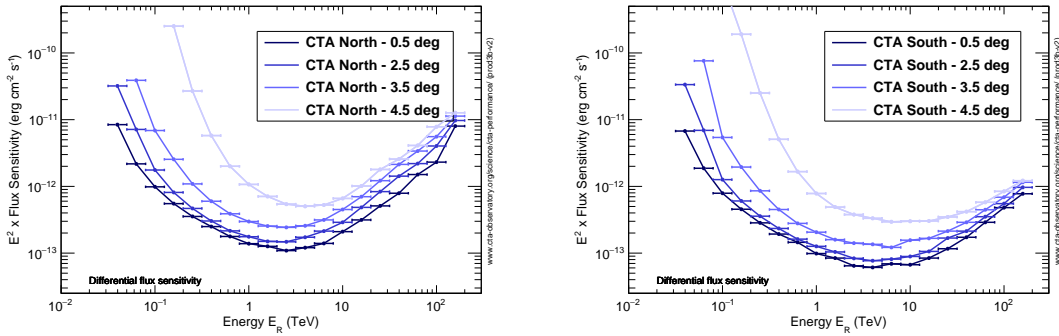 E² x Flux Sensitivity (erg cm⁻² s⁻¹)
10⁻¹⁰
10⁻¹¹
10⁻¹²
10⁻¹³
CTA North - 0.5 deg
CTA North - 2.5 deg
CTA North - 3.5 deg
CTA North - 4.5 deg
Differential flux sensitivity
10⁻² 10⁻¹ 1 10 10²
Energy E_R (TeV)
www.cta-observatory.org/science/cta-performance/ (prod3b-v2)
E² x Flux Sensitivity (erg cm⁻² s⁻¹)
10⁻¹⁰
10⁻¹¹
10⁻¹²
10⁻¹³
CTA South - 0.5 deg
CTA South - 2.5 deg
CTA South - 3.5 deg
CTA South - 4.5 deg
Differential flux sensitivity
10⁻² 10⁻¹ 1 10 10²
Energy E_R (TeV)
www.cta-observatory.org/science/cta-performance/ (prod3b-v2)